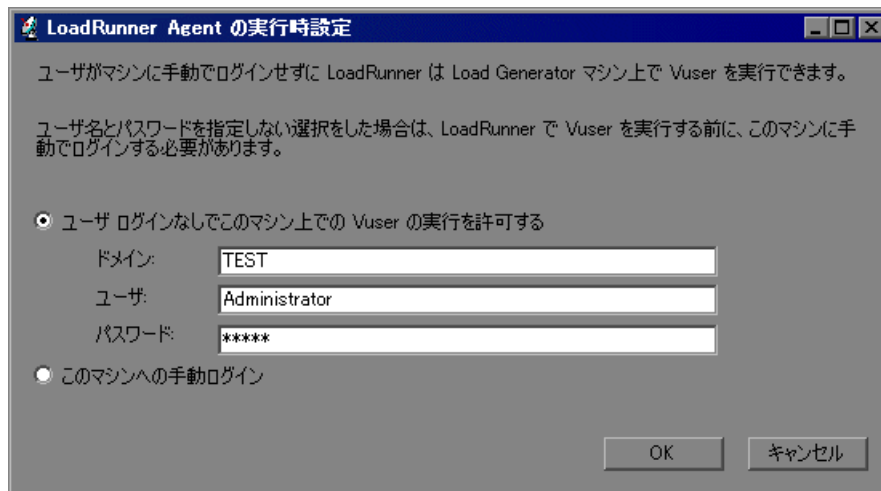 LoadRunner Agent の実行時設定
ユーザがマシンに手動でログインせずに LoadRunner は Load Generator マシン上で Vuser を実行できます。
ユーザ名とパスワードを指定しない選択をした場合は、LoadRunner で Vuser を実行する前に、このマシンに手
動でログインする必要があります。
ユーザ ログインなしでこのマシン上での Vuser の実行を許可する
ドメイン: TEST
ユーザ: Administrator
パスワード: *****
このマシンへの手動ログイン
OK キャンセル